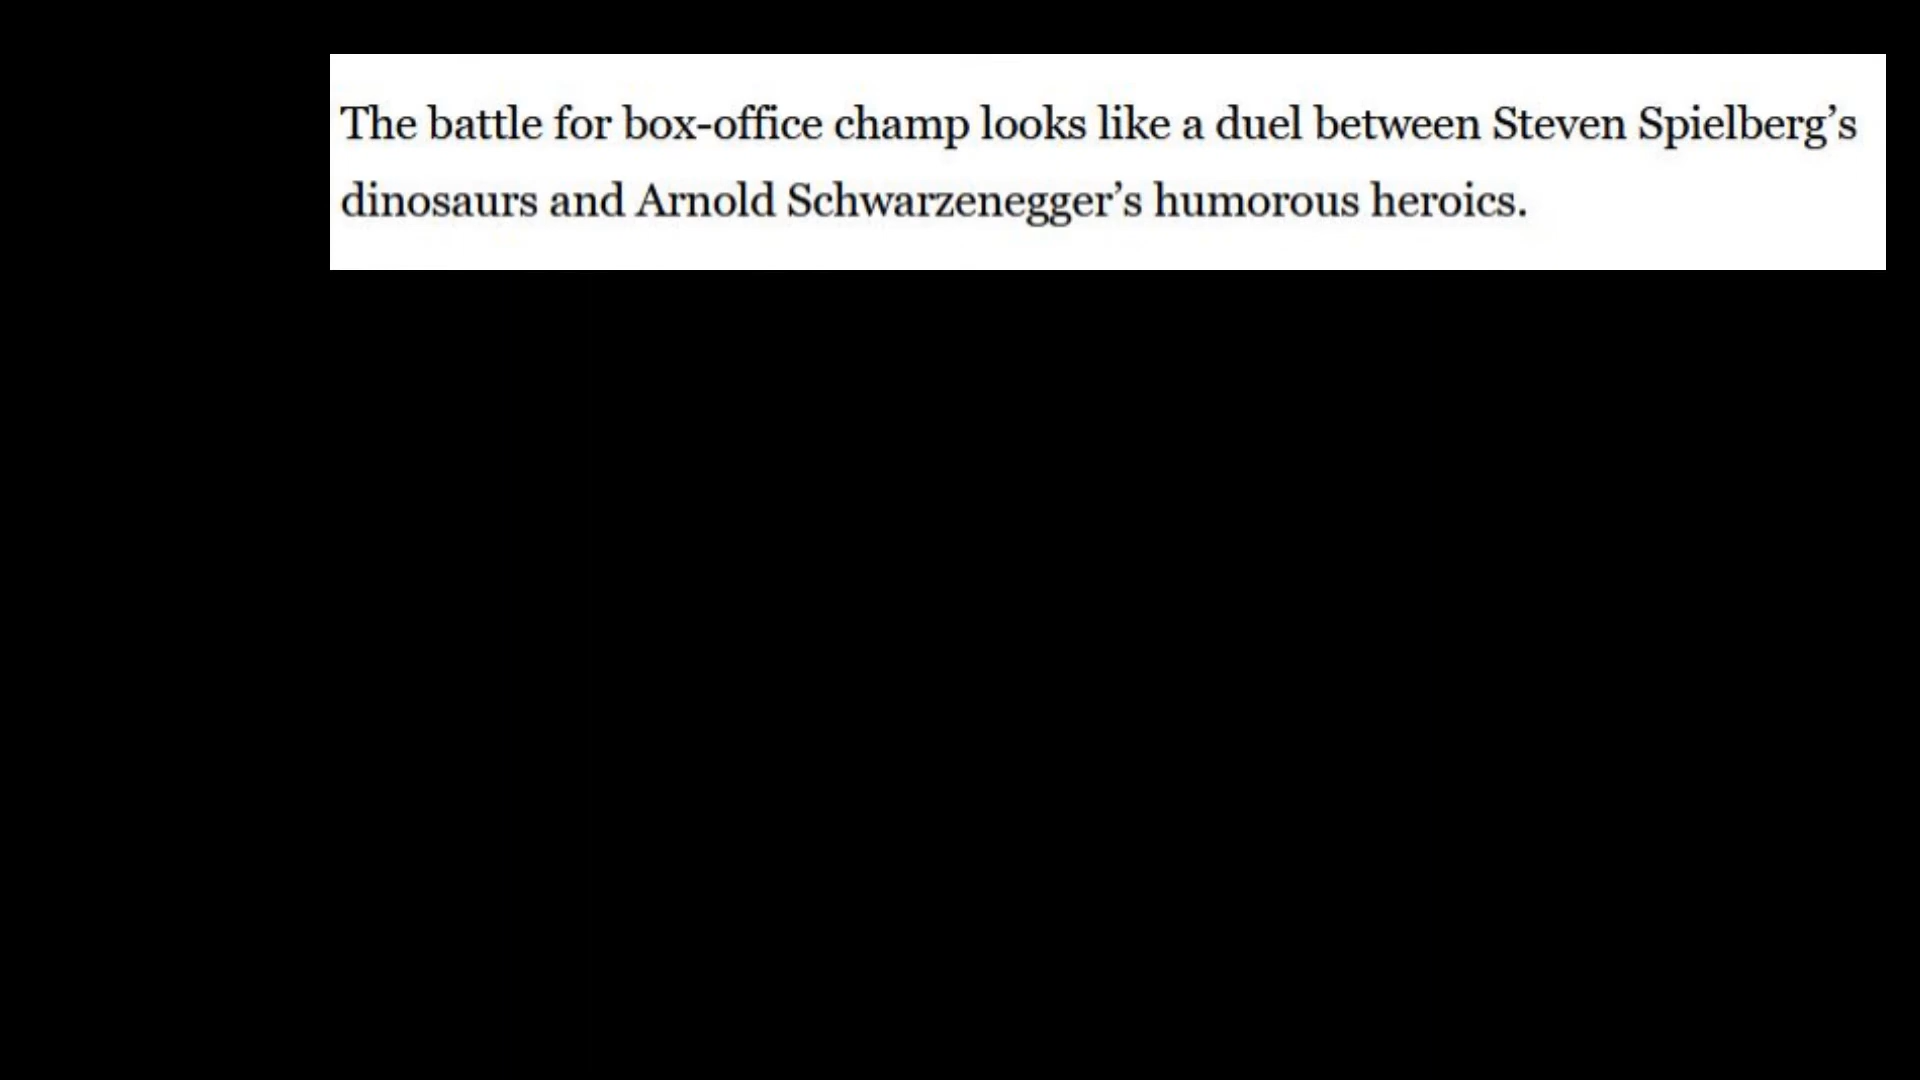 The battle for box-office champ looks like a duel between Steven Spielberg’s
dinosaurs and Arnold Schwarzenegger’s humorous heroics.